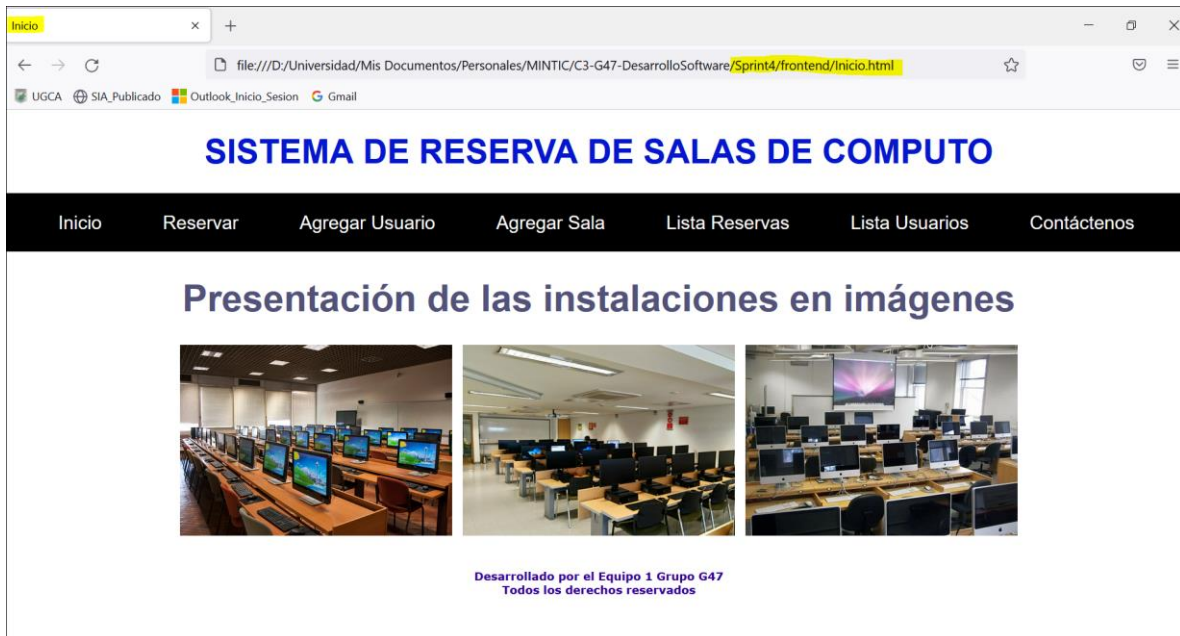 Inicio
file:///D:/Universidad/Mis Documentos/Personales/MINTIC/C3-G47-DesarrolloSoftware/Sprint4/frontend/Inicio.html
UGCA SIA_Publicado Outlook_Inicio_Sesion Gmail
SISTEMA DE RESERVA DE SALAS DE COMPUTO
Inicio Reservar Agregar Usuario Agregar Sala Lista Reservas Lista Usuarios Contáctenos
Presentación de las instalaciones en imágenes
Desarrollado por el Equipo 1 Grupo G47
Todos los derechos reservados